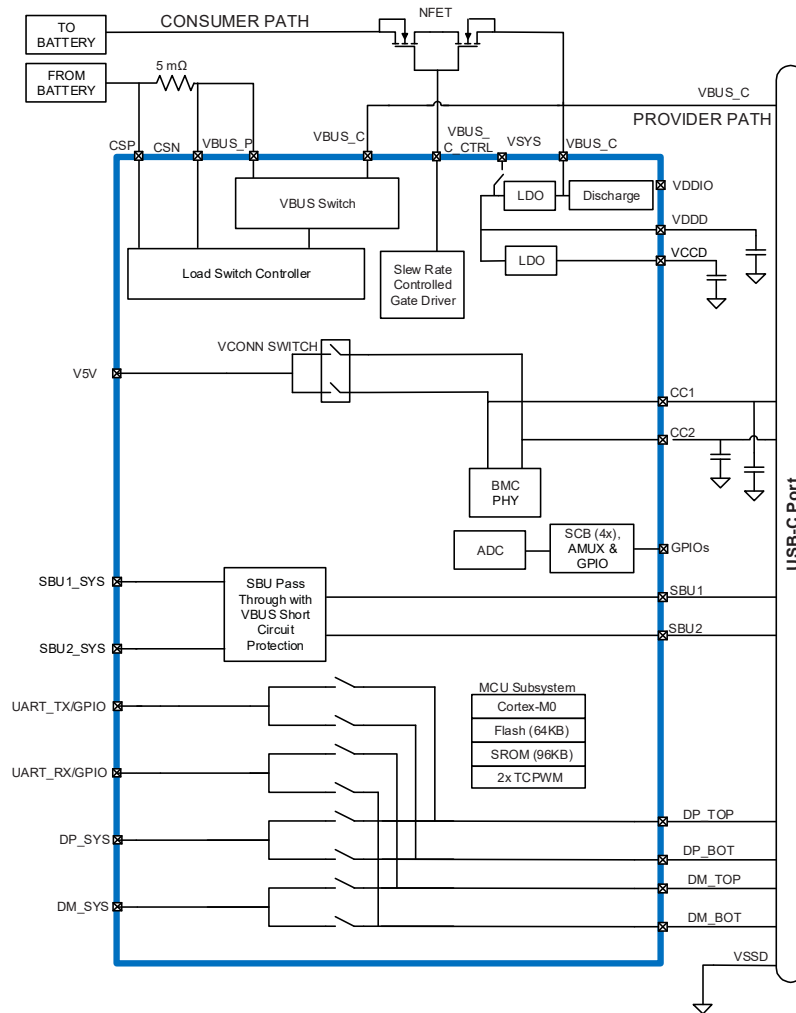 CONSUMER PATH
NFET
TO
BATTERY
FROM
BATTERY
5 mΩ
VBUS_C
PROVIDER PATH
CSP
CSN
VBUS_P
VBUS_C
VBUS_
C_CTRL
VSYS
VBUS_C
VBUS Switch
LDO
Discharge
VDDIO
VDDD
Load Switch Controller
Slew Rate
Controlled
Gate Driver
LDO
VCCD
VCONN SWITCH
V5V
CC1
CC2
BMC
PHY
ADC
SCB (4x),
AMUX &
GPIO
GPIOs
USB-C Port
SBU1_SYS
SBU Pass
Through with
VBUS Short
Circuit
Protection
SBU1
SBU2
SBU2_SYS
UART_TX/GPIO
MCU Subsystem
Cortex-M0
Flash (64KB)
SROM (96KB)
2x TCPWM
UART_RX/GPIO
DP_SYS
DP_TOP
DP_BOT
DM_TOP
DM_SYS
DM_BOT
VSSD